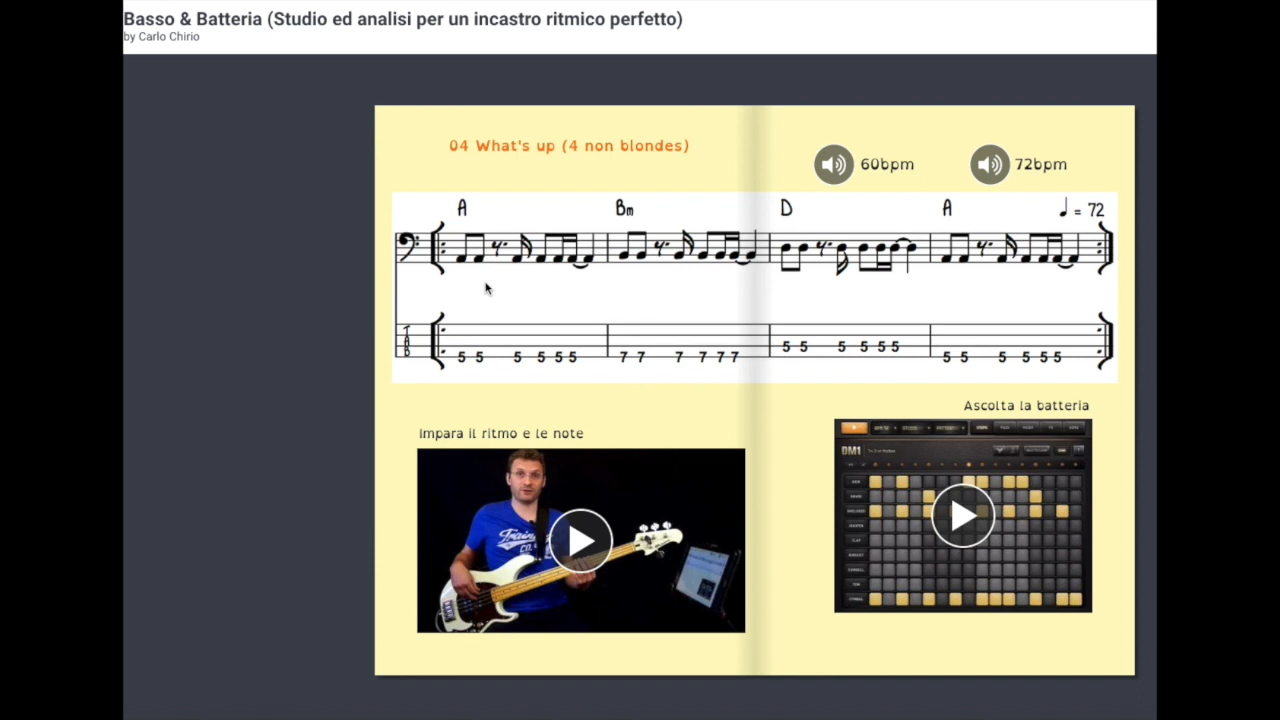 Basso & Batteria (Studio ed analisi per un incastro ritmico perfetto)
by Carlo Chirio
04 What's up (4 non blondes)
60bpm
72bpm
A
Bm
D
A
= 72
T
A
B
5 5 5 5 5 5
7 7 7 7 7 7
5 5 5 5 5 5
5 5 5 5 5 5
Ascolta la batteria
Impara il ritmo e le note
DM1